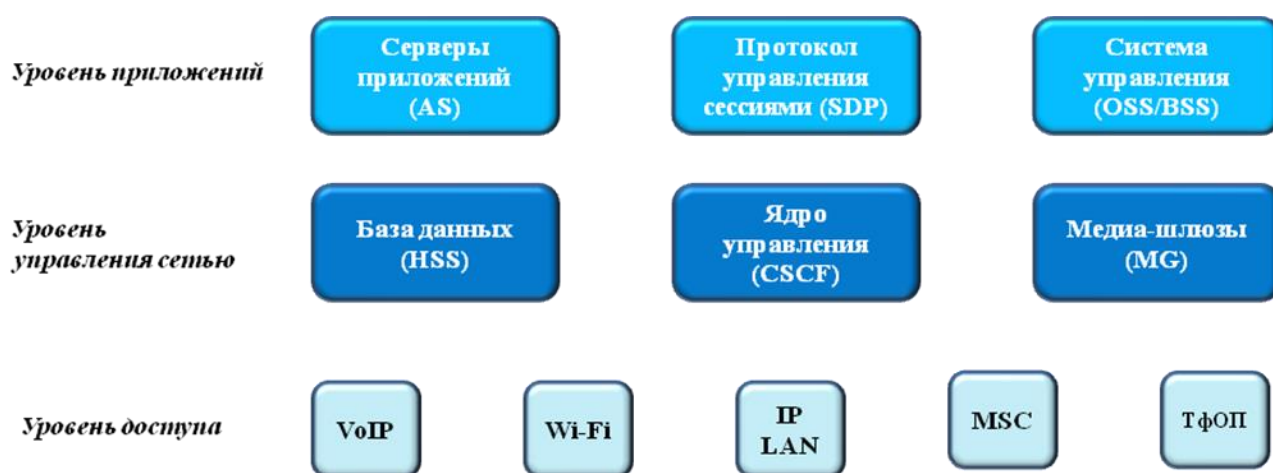 Уровень приложений
Серверы
приложений
(AS)
Протокол
управления
сессиями (SDP)
Система
управления
(OSS/BSS)
Уровень
управления сетью
База данных
(HSS)
Ядро
управления
(CSCF)
Медиа-шлюзы
(MG)
Уровень доступа
VoIP
Wi-Fi
IP
LAN
MSC
ТфОП